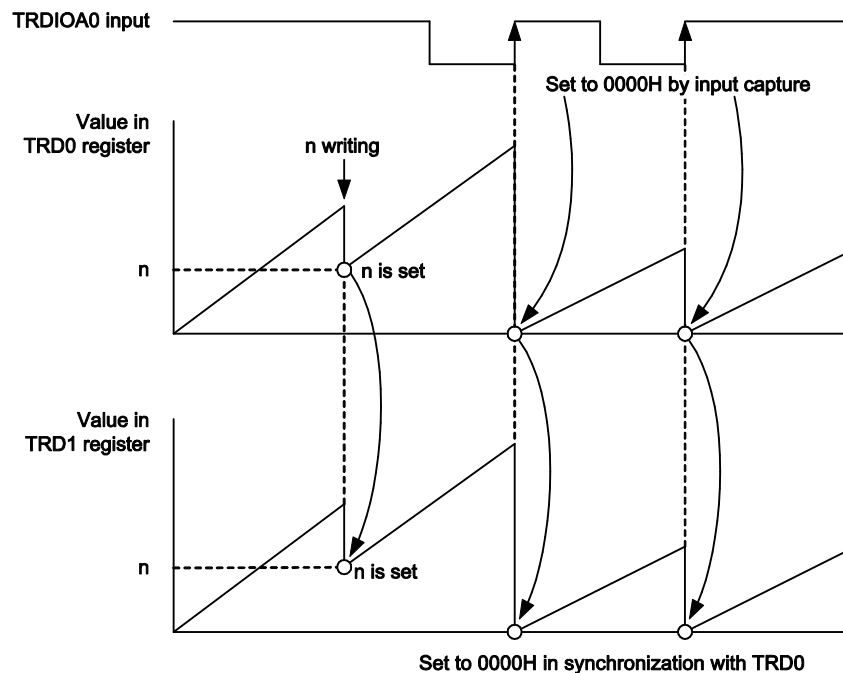 TRDIOA0 input
Set to 0000H by input capture
Value in
TRD0 register
n writing
n
n is set
Value in
TRD1 register
n
n is set
Set to 0000H in synchronization with TRD0